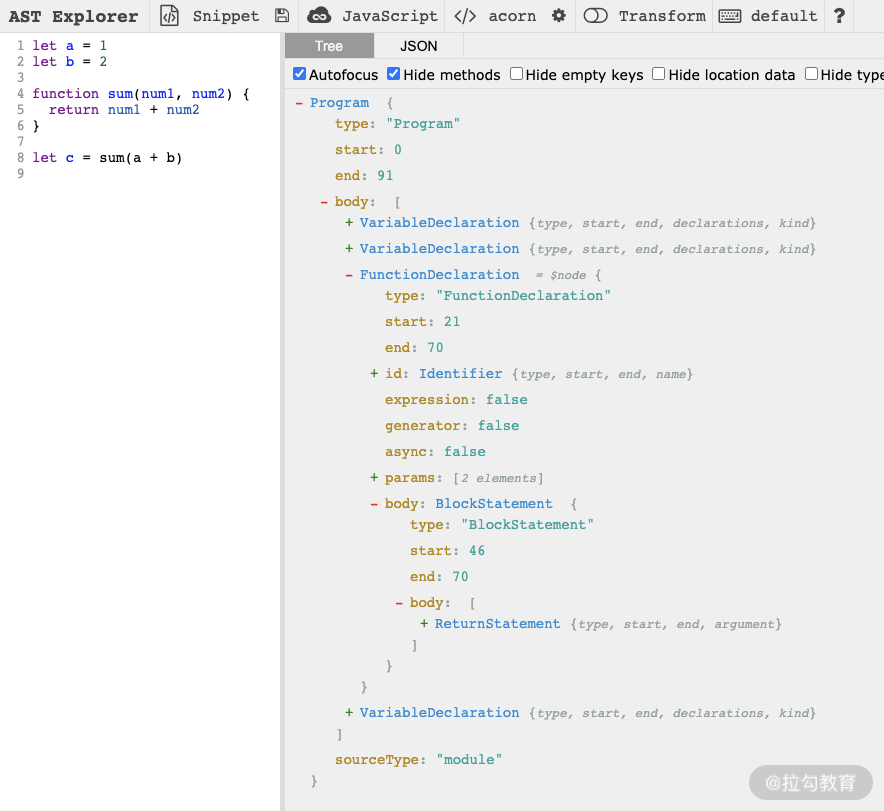 AST Explorer Snippet JavaScript </> acorn Transform default ?
1 let a = 1
2 let b = 2
3
4 function sum(num1, num2) {
5   return num1 + num2
6 }
7
8 let c = sum(a + b)
9
Tree JSON
Autofocus Hide methods Hide empty keys Hide location data Hide type
- Program {
type: "Program"
start: 0
end: 91
- body: [
+ VariableDeclaration {type, start, end, declarations, kind}
+ VariableDeclaration {type, start, end, declarations, kind}
- FunctionDeclaration = $node {
type: "FunctionDeclaration"
start: 21
end: 70
+ id: Identifier {type, start, end, name}
expression: false
generator: false
async: false
+ params: [2 elements]
- body: BlockStatement {
type: "BlockStatement"
start: 46
end: 70
- body: [
+ ReturnStatement {type, start, end, argument}
]
}
}
+ VariableDeclaration {type, start, end, declarations, kind}
]
sourceType: "module"
}
@拉勾教育